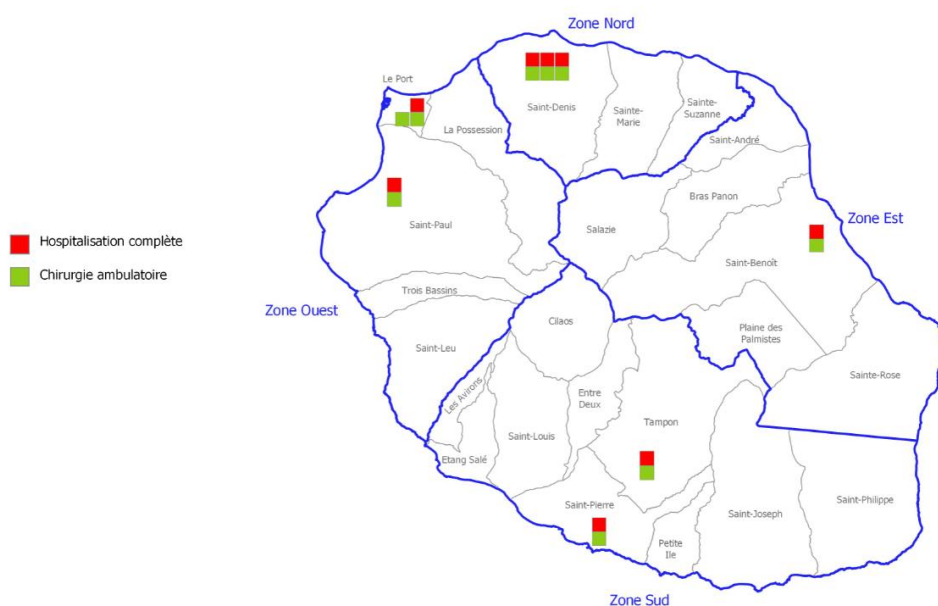 Zone Nord
Le Port
Saint-Denis
Sainte-
Marie
Sainte-
Suzanne
La Possession
Saint-André
Bras Panon
Saint-Paul
Salazie
Zone Est
Hospitalisation complète
Chirurgie ambulatoire
Saint-Benoît
Trois Bassins
Zone Ouest
Cilaos
Plaine des
Palmistes
Saint-Leu
Sainte-Rose
Les Avirons
Entre
Deux
Tampon
Saint-Louis
Etang Salé
Saint-Pierre
Saint-Joseph
Saint-Philippe
Petite
Ile
Zone Sud